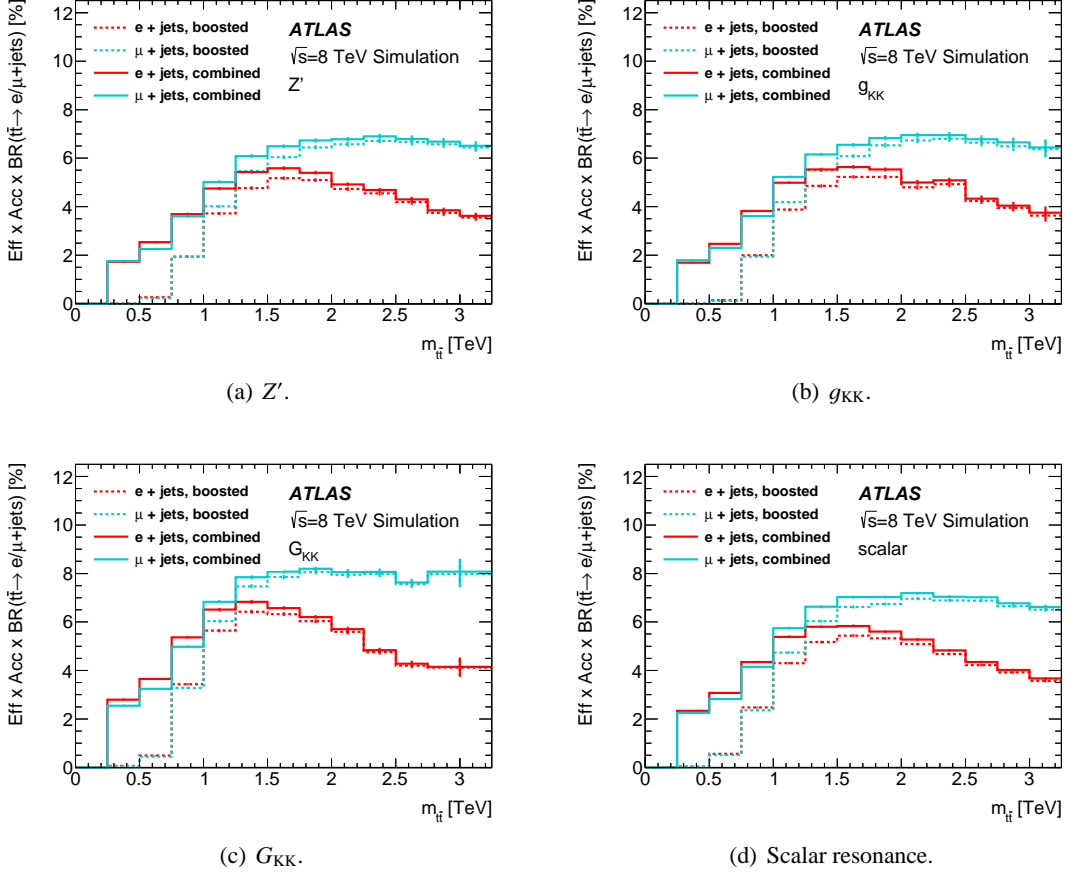 Eff x Acc x BR(tt̄→ e/μ+jets) [%]
12
10
8
6
4
2
0
e + jets, boosted
μ + jets, boosted
e + jets, combined
μ + jets, combined
ATLAS
√s=8 TeV Simulation
Z'
0 0.5 1 1.5 2 2.5 3
m_tt̄ [TeV]
(a) Z′.
Eff x Acc x BR(tt̄→ e/μ+jets) [%]
12
10
8
6
4
2
0
e + jets, boosted
μ + jets, boosted
e + jets, combined
μ + jets, combined
ATLAS
√s=8 TeV Simulation
g_KK
0 0.5 1 1.5 2 2.5 3
m_tt̄ [TeV]
(b) g_KK.
Eff x Acc x BR(tt̄→ e/μ+jets) [%]
12
10
8
6
4
2
0
e + jets, boosted
μ + jets, boosted
e + jets, combined
μ + jets, combined
ATLAS
√s=8 TeV Simulation
G_KK
0 0.5 1 1.5 2 2.5 3
m_tt̄ [TeV]
(c) G_KK.
Eff x Acc x BR(tt̄→ e/μ+jets) [%]
12
10
8
6
4
2
0
e + jets, boosted
μ + jets, boosted
e + jets, combined
μ + jets, combined
ATLAS
√s=8 TeV Simulation
scalar
0 0.5 1 1.5 2 2.5 3
m_tt̄ [TeV]
(d) Scalar resonance.